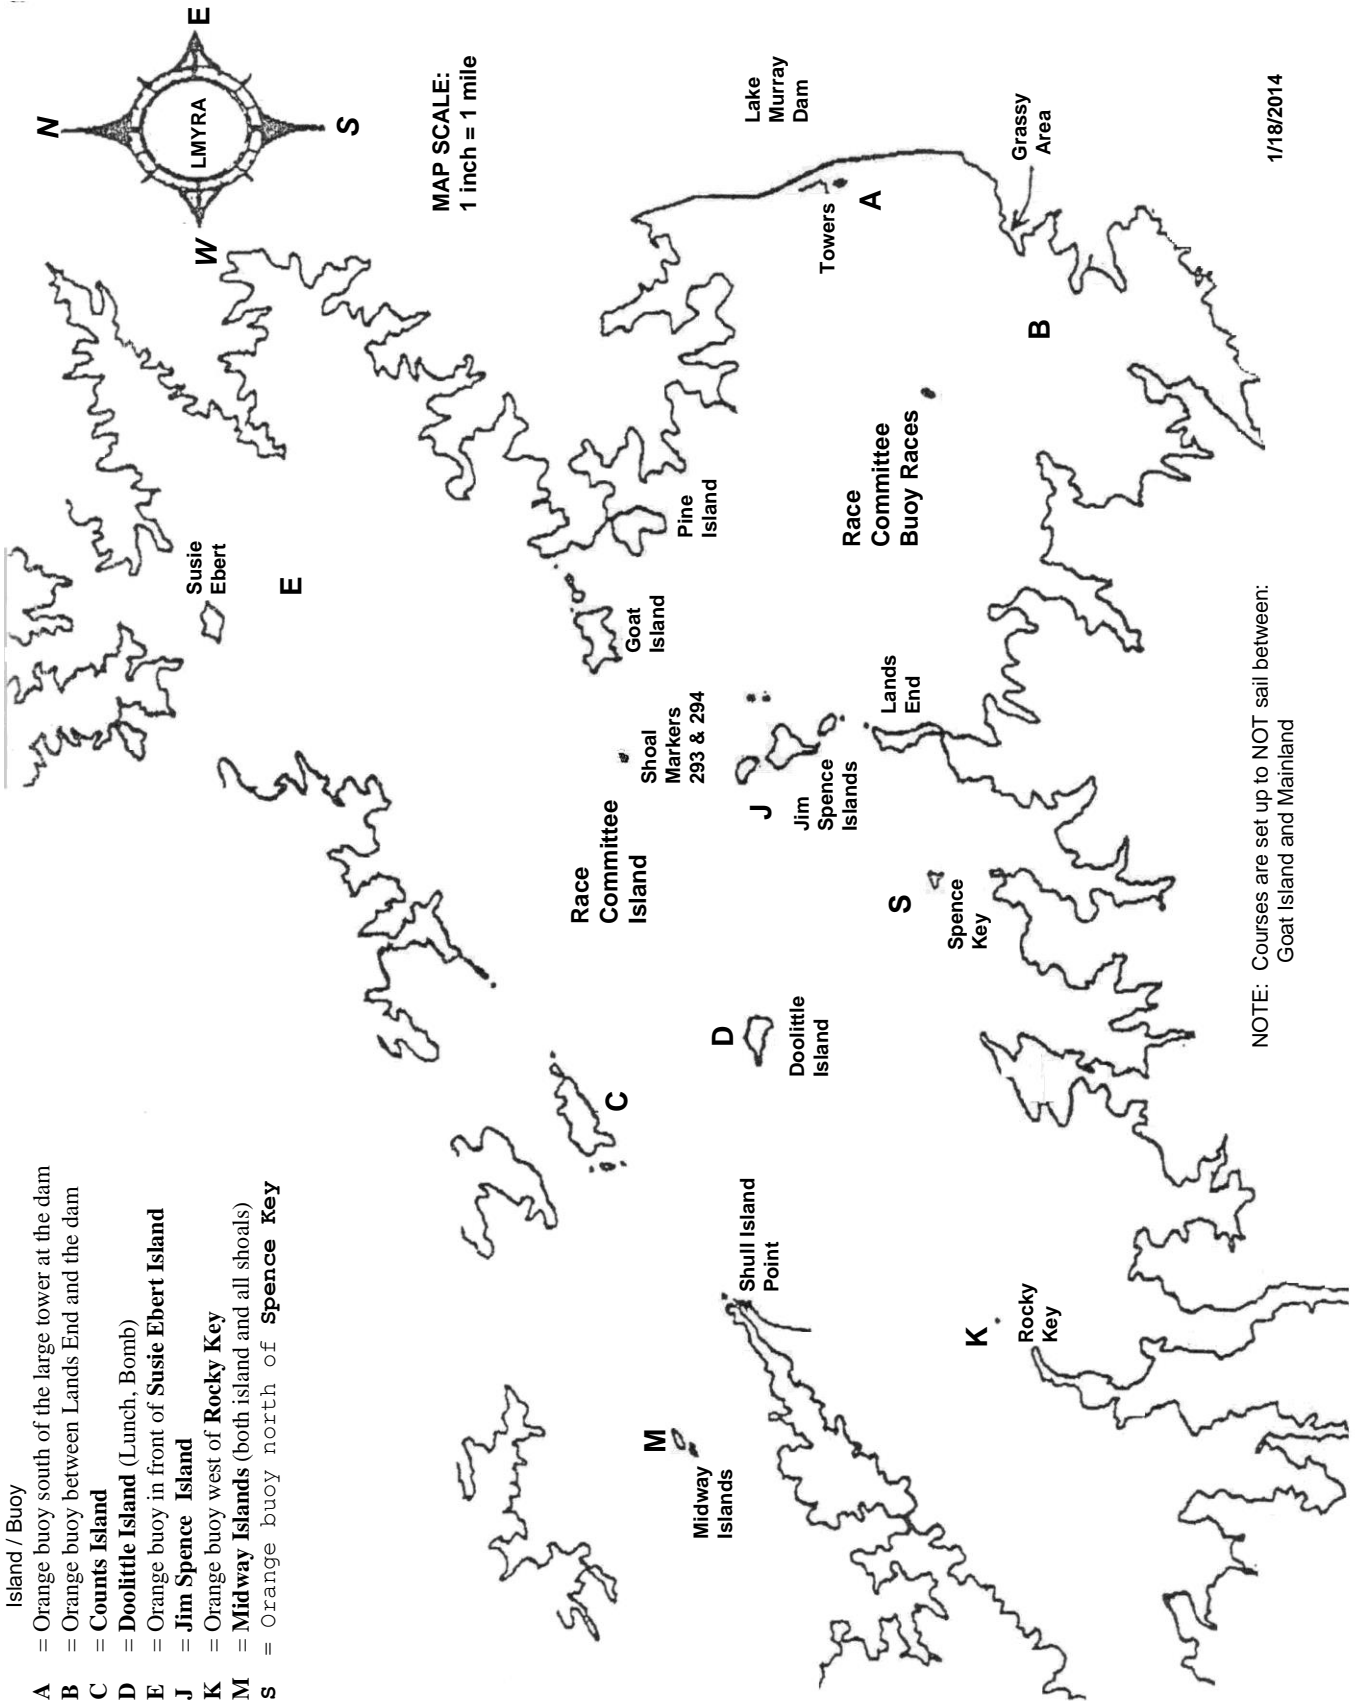 Island / Buoy
A = Orange buoy south of the large tower at the dam
B = Orange buoy between Lands End and the dam
C = Counts Island
D = Doolittle Island (Lunch, Bomb)
E = Orange buoy in front of Susie Ebert Island
J = Jim Spence Island
K = Orange buoy west of Rocky Key
M = Midway Islands (both island and all shoals)
S = Orange buoy north of Spence Key
N
E
S
W
LMYRA
MAP SCALE:
1 inch = 1 mile
Susie
Ebert
E
Lake
Murray
Dam
Towers
A
Grassy
Area
B
Pine
Island
Goat
Island
Race
Committee
Buoy Races
Shoal
Markers
293 & 294
Lands
End
Race
Committee
Island
J
Jim
Spence
Islands
S
Spence
Key
D
Doolittle
Island
C
Shull Island
Point
K
Rocky
Key
M
Midway
Islands
NOTE: Courses are set up to NOT sail between:
Goat Island and Mainland
1/18/2014